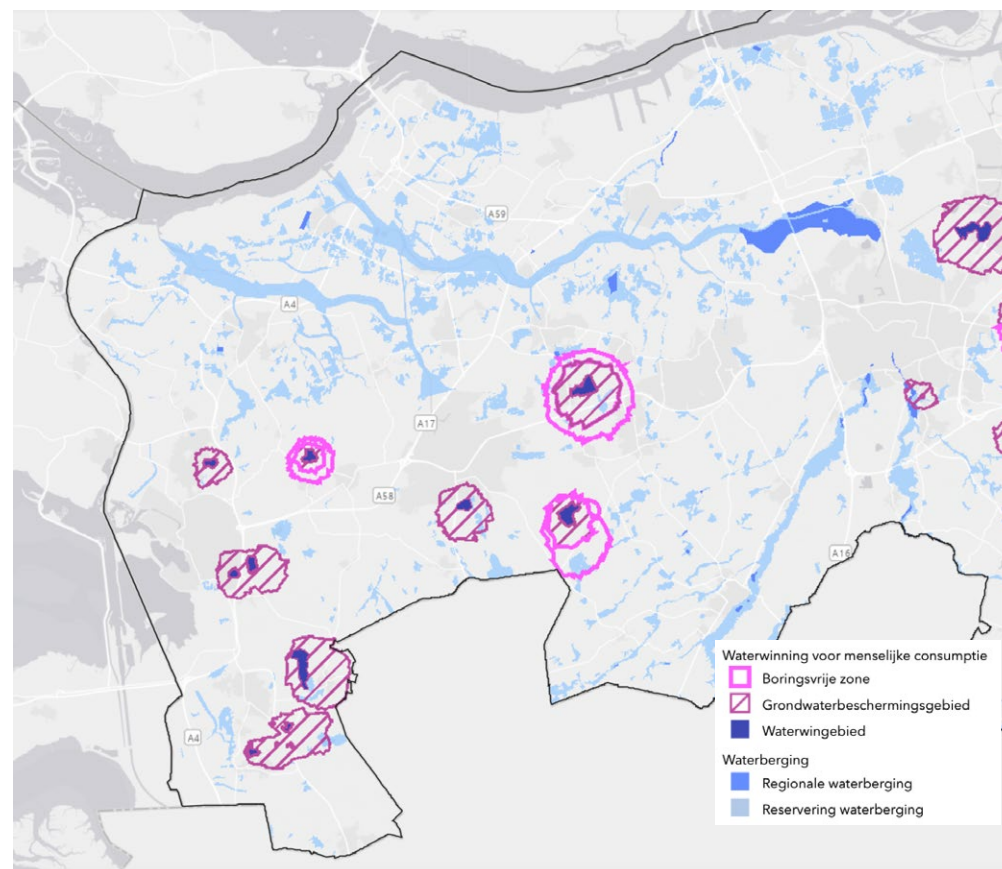 A59
A4
A17
A58
A16
A4
Waterwinning voor menselijke consumptie
Boringsvrije zone
Grondwaterbeschermingsgebied
Waterwingebied
Waterberging
Regionale waterberging
Reservering waterberging